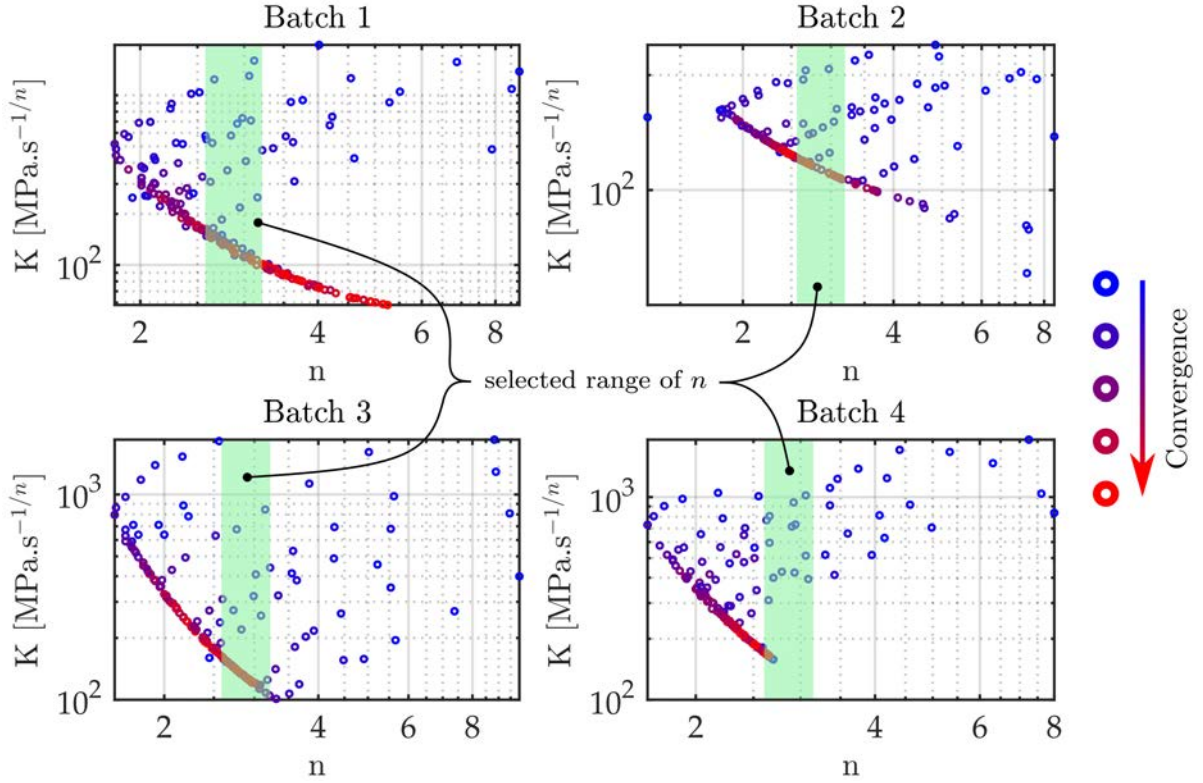 Batch 1
Batch 2
K [MPa.s^{-1/n}]
10^2
2
4
6
8
n
K [MPa.s^{-1/n}]
10^2
2
4
6
8
n
selected range of n
Batch 3
Batch 4
K [MPa.s^{-1/n}]
10^3
10^2
2
4
6
8
n
K [MPa.s^{-1/n}]
10^3
10^2
2
4
6
8
n
Convergence